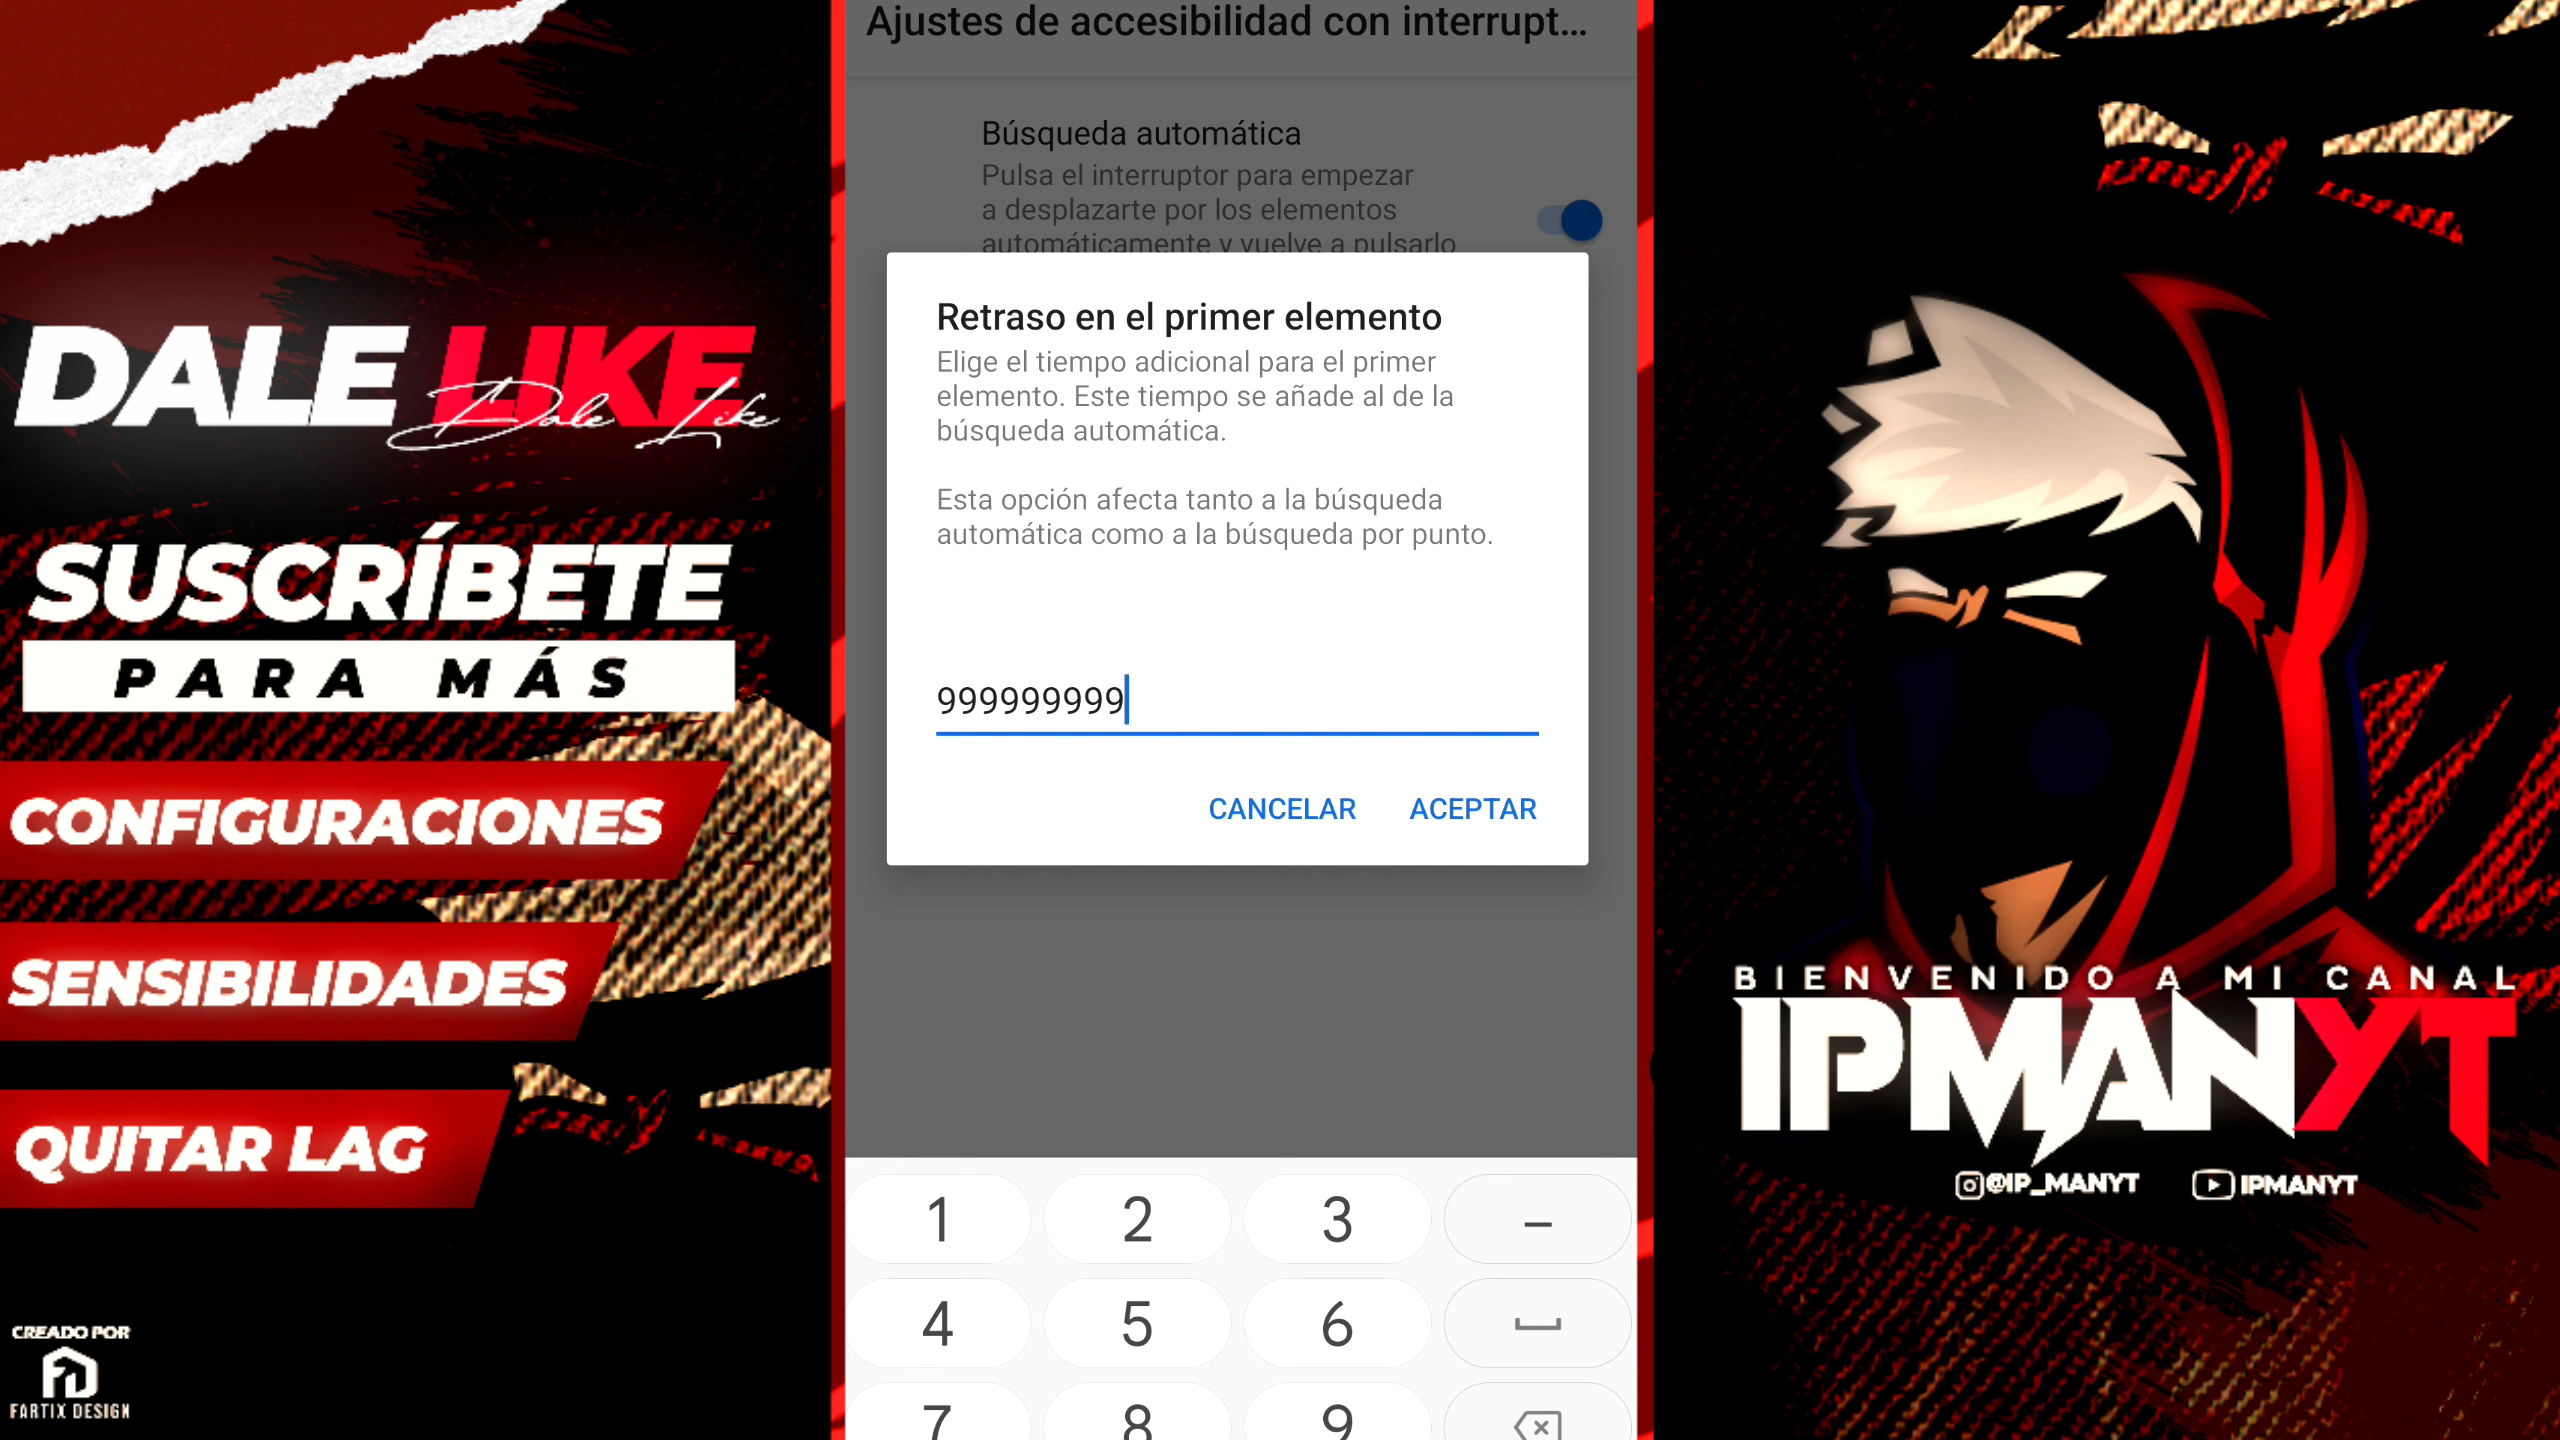 DALE LIKE
Dale Like
SUSCRÍBETE
PARA MÁS
CONFIGURACIONES
SENSIBILIDADES
QUITAR LAG
CREADO POR
FARTIX DESIGN
Ajustes de accesibilidad con interrupt...
Búsqueda automática
Pulsa el interruptor para empezar
a desplazarte por los elementos
automáticamente y vuelve a pulsarlo
Retraso en el primer elemento
Elige el tiempo adicional para el primer
elemento. Este tiempo se añade al de la
búsqueda automática.
Esta opción afecta tanto a la búsqueda
automática como a la búsqueda por punto.
999999999
CANCELAR ACEPTAR
1 2 3 –
4 5 6
7 8 9
BIENVENIDO A MI CANAL
IPMANYT
@IP_MANYT IPMANYT